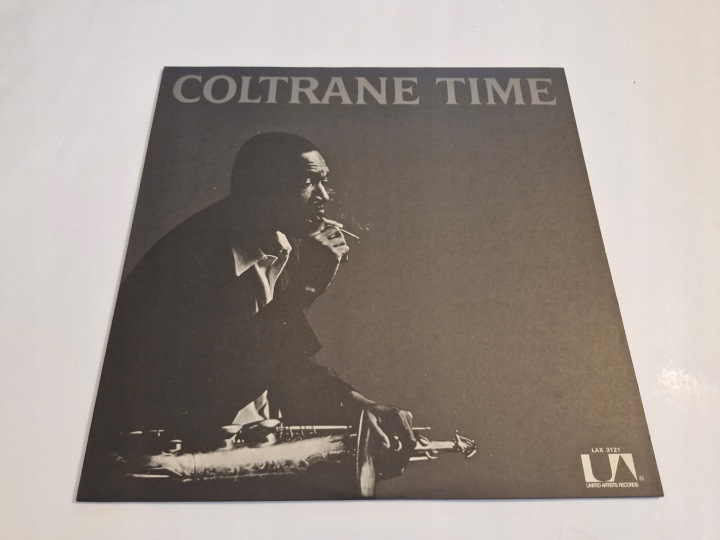 COLTRANE TIME
LAX 3121
UA
UNITED ARTISTS RECORDS